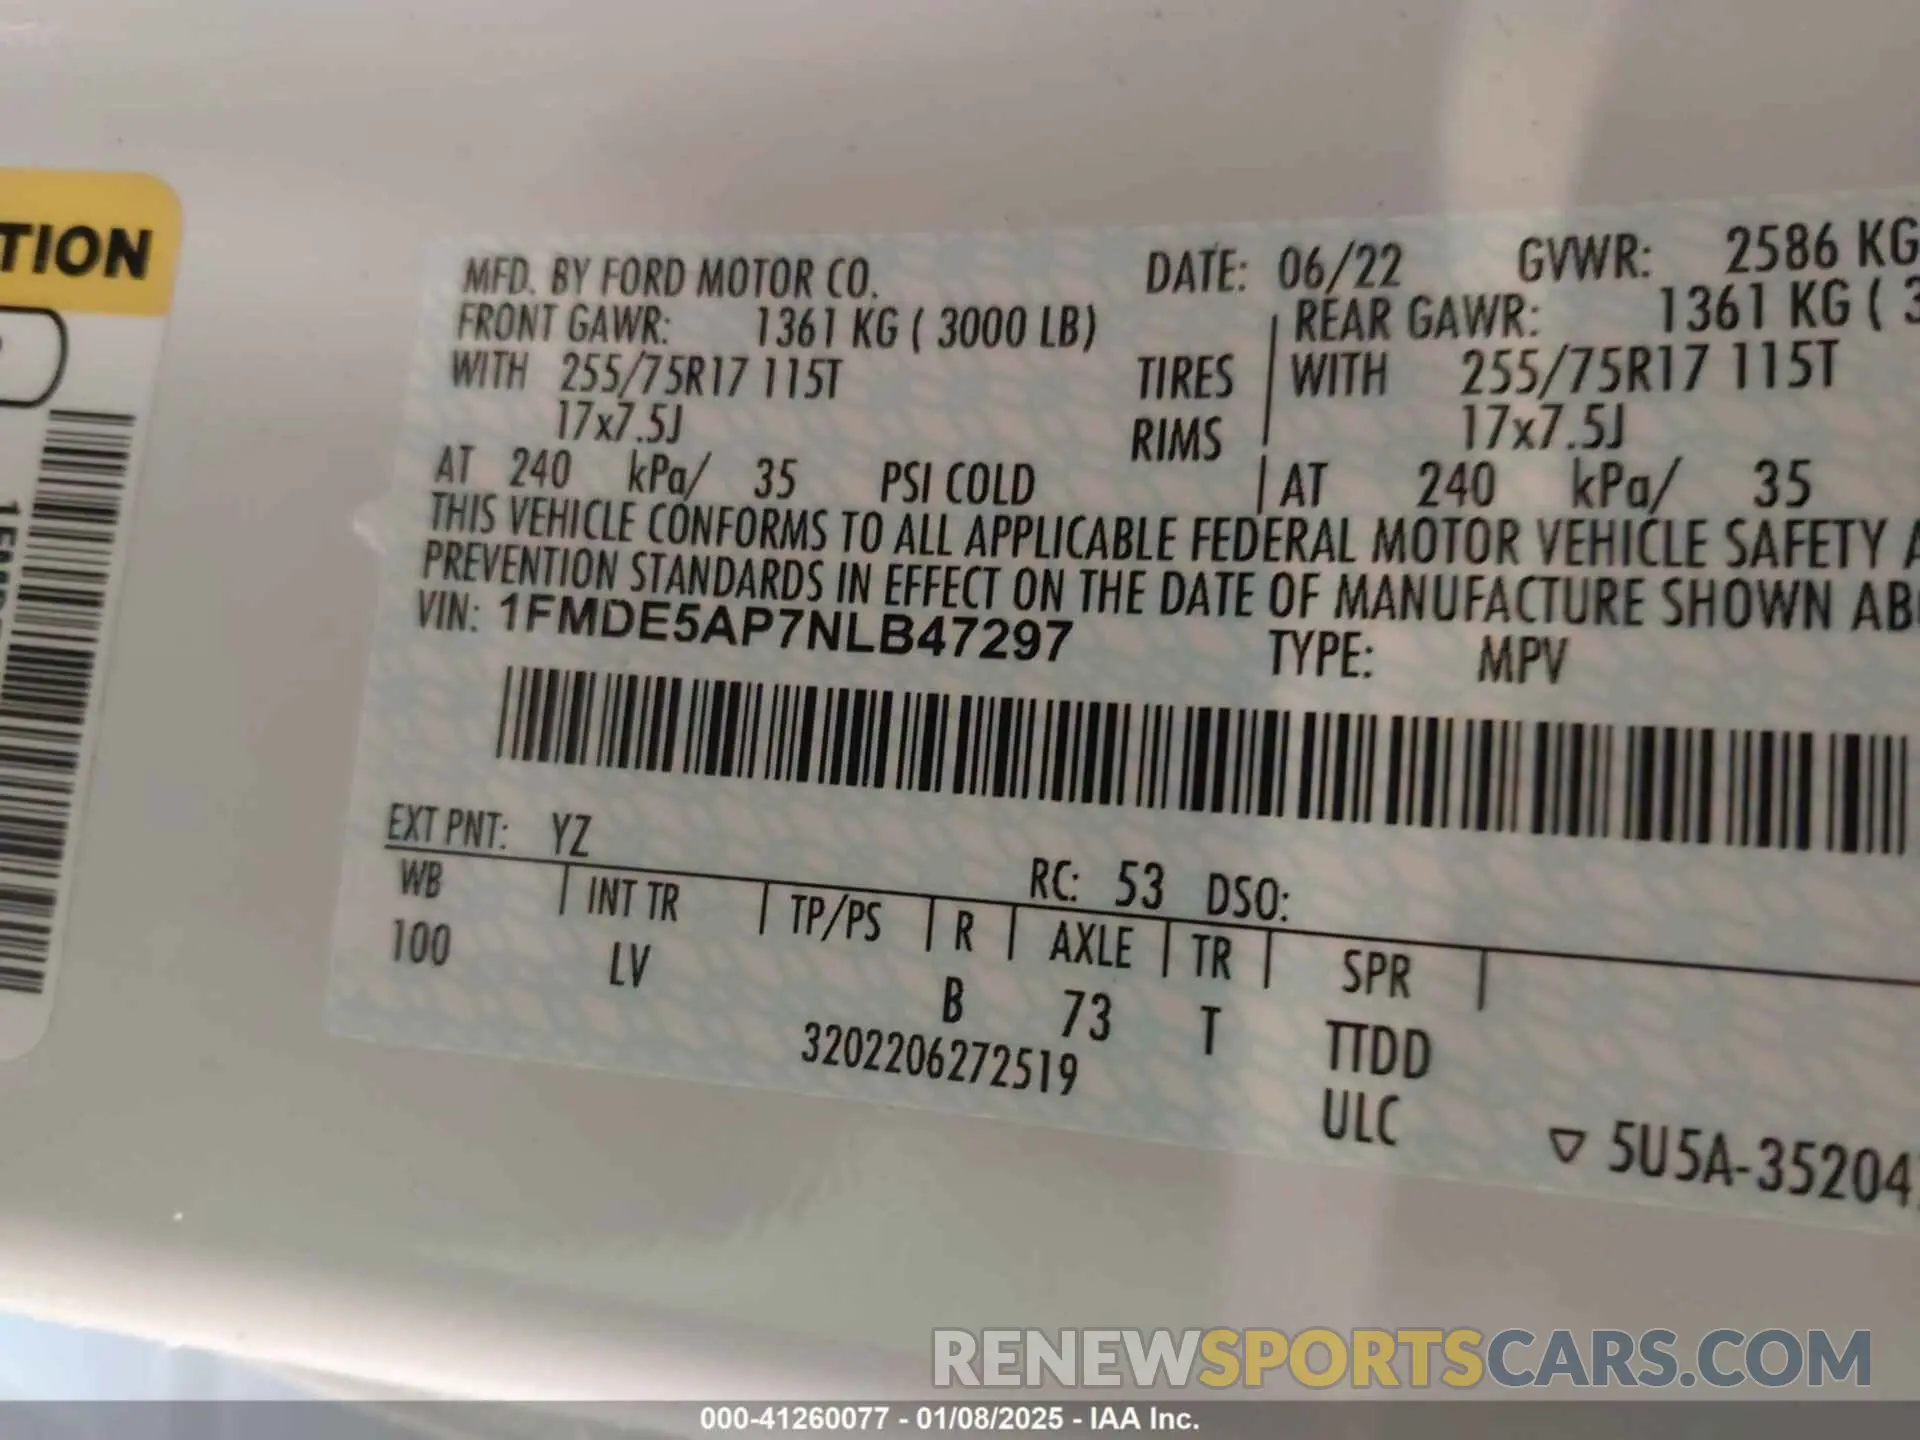 TION
MFD. BY FORD MOTOR CO. DATE: 06/22 GVWR: 2586 KG
FRONT GAWR: 1361 KG ( 3000 LB) REAR GAWR: 1361 KG ( 3
WITH 255/75R17 115T TIRES WITH 255/75R17 115T
17x7.5J RIMS 17x7.5J
AT 240 kPa/ 35 PSI COLD AT 240 kPa/ 35
THIS VEHICLE CONFORMS TO ALL APPLICABLE FEDERAL MOTOR VEHICLE SAFETY A
PREVENTION STANDARDS IN EFFECT ON THE DATE OF MANUFACTURE SHOWN AB
VIN: 1FMDE5AP7NLB47297 TYPE: MPV
EXT PNT: YZ RC: 53 DSO:
WB INT TR TP/PS R AXLE TR SPR
100 LV B 73 T TTDD
3202206272519 ULC
▽ 5U5A-35204
RENEWSPORTSCARS.COM
000-41260077 - 01/08/2025 - IAA Inc.